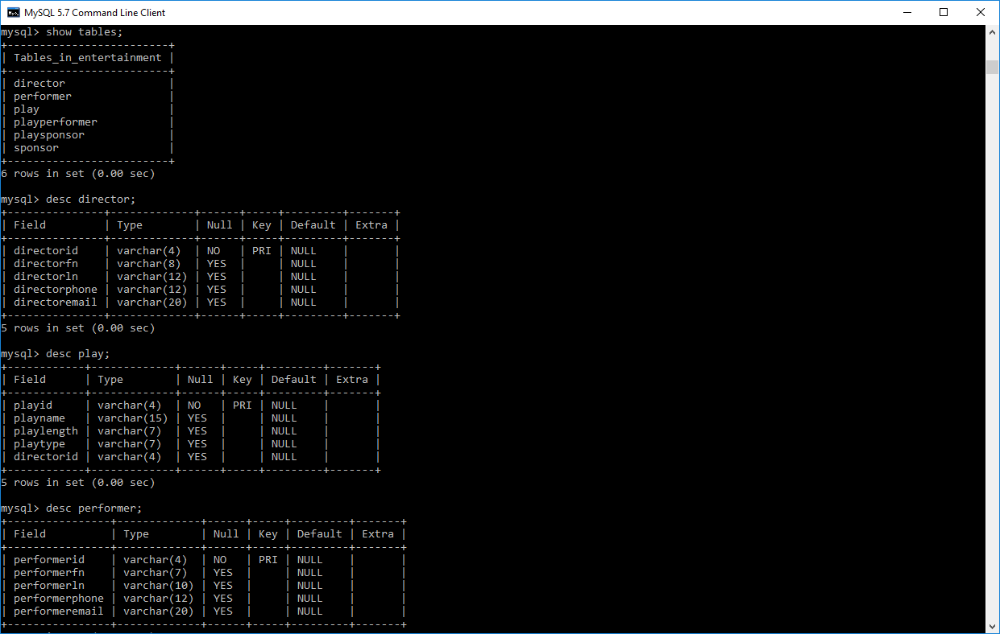 MySQL 5.7 Command Line Client
mysql> show tables;
+-------------------------+
| Tables_in_entertainment |
+-------------------------+
| director                |
| performer               |
| play                    |
| playperformer           |
| playsponsor             |
| sponsor                 |
+-------------------------+
6 rows in set (0.00 sec)
mysql> desc director;
+---------------+-------------+------+-----+---------+-------+
| Field         | Type        | Null | Key | Default | Extra |
+---------------+-------------+------+-----+---------+-------+
| directorid    | varchar(4)  | NO   | PRI | NULL    |       |
| directorfn    | varchar(8)  | YES  |     | NULL    |       |
| directorln    | varchar(12) | YES  |     | NULL    |       |
| directorphone | varchar(12) | YES  |     | NULL    |       |
| directoremail | varchar(20) | YES  |     | NULL    |       |
+---------------+-------------+------+-----+---------+-------+
5 rows in set (0.00 sec)
mysql> desc play;
+------------+-------------+------+-----+---------+-------+
| Field      | Type        | Null | Key | Default | Extra |
+------------+-------------+------+-----+---------+-------+
| playid     | varchar(4)  | NO   | PRI | NULL    |       |
| playname   | varchar(15) | YES  |     | NULL    |       |
| playlength | varchar(7)  | YES  |     | NULL    |       |
| playtype   | varchar(7)  | YES  |     | NULL    |       |
| directorid | varchar(4)  | YES  |     | NULL    |       |
+------------+-------------+------+-----+---------+-------+
5 rows in set (0.00 sec)
mysql> desc performer;
+----------------+-------------+------+-----+---------+-------+
| Field          | Type        | Null | Key | Default | Extra |
+----------------+-------------+------+-----+---------+-------+
| performerid    | varchar(4)  | NO   | PRI | NULL    |       |
| performerfn    | varchar(7)  | YES  |     | NULL    |       |
| performerln    | varchar(10) | YES  |     | NULL    |       |
| performerphone | varchar(12) | YES  |     | NULL    |       |
| performeremail | varchar(20) | YES  |     | NULL    |       |
+----------------+-------------+------+-----+---------+-------+